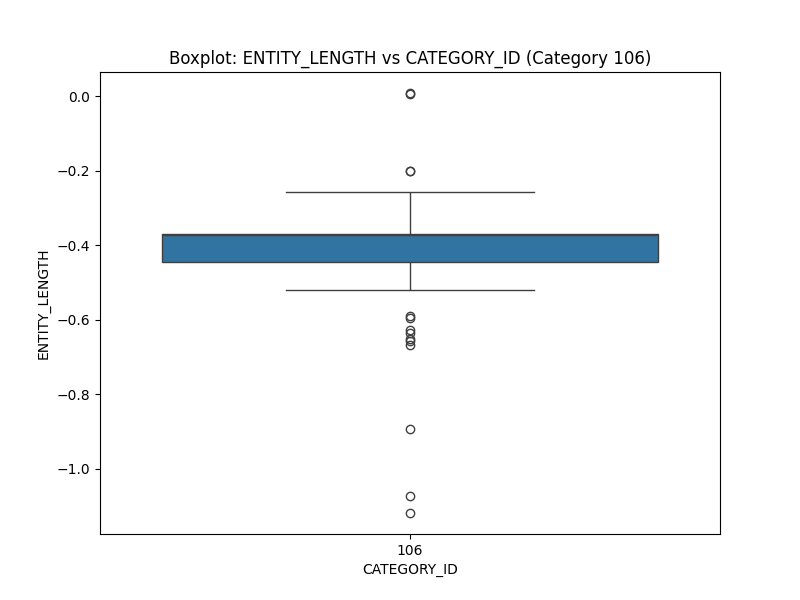 Boxplot: ENTITY_LENGTH vs CATEGORY_ID (Category 106)
0.0
−0.2
−0.4
−0.6
−0.8
−1.0
ENTITY_LENGTH
106
CATEGORY_ID